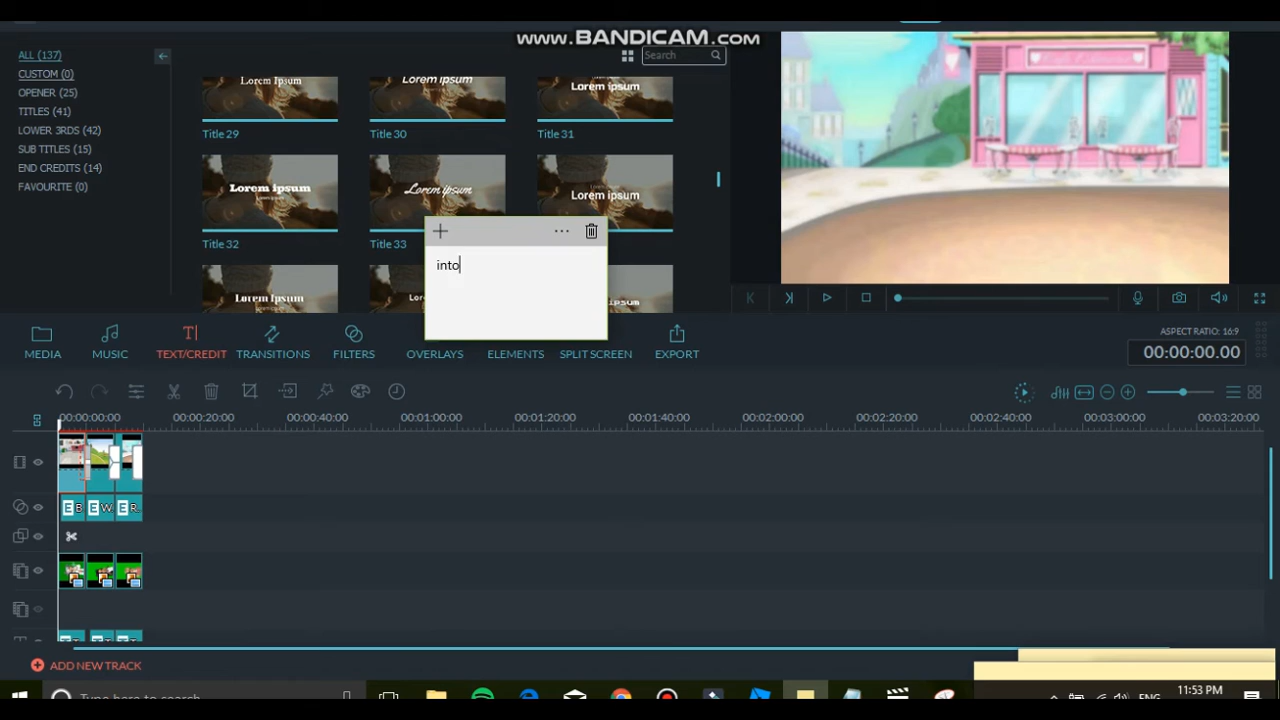 www.BANDICAM.com
ALL (137)
CUSTOM (0)
OPENER (25)
TITLES (41)
LOWER 3RDS (42)
SUB TITLES (15)
END CREDITS (14)
FAVOURITE (0)
Search
Lorem Ipsum
Lorem ipsum
Lorem ipsum
Title 29
Title 30
Title 31
Lorem ipsum
Lorem ipsum
Lorem ipsum
Title 32
Title 33
into
Lorem Ipsum
MEDIA
MUSIC
TEXT/CREDIT
TRANSITIONS
FILTERS
OVERLAYS
ELEMENTS
SPLIT SCREEN
EXPORT
ASPECT RATIO: 16:9
00:00:00.00
00:00:00:00
00:00:20:00
00:00:40:00
00:01:00:00
00:01:20:00
00:01:40:00
00:02:00:00
00:02:20:00
00:02:40:00
00:03:00:00
00:03:20:00
ADD NEW TRACK
Type here to search
ENG
11:53 PM